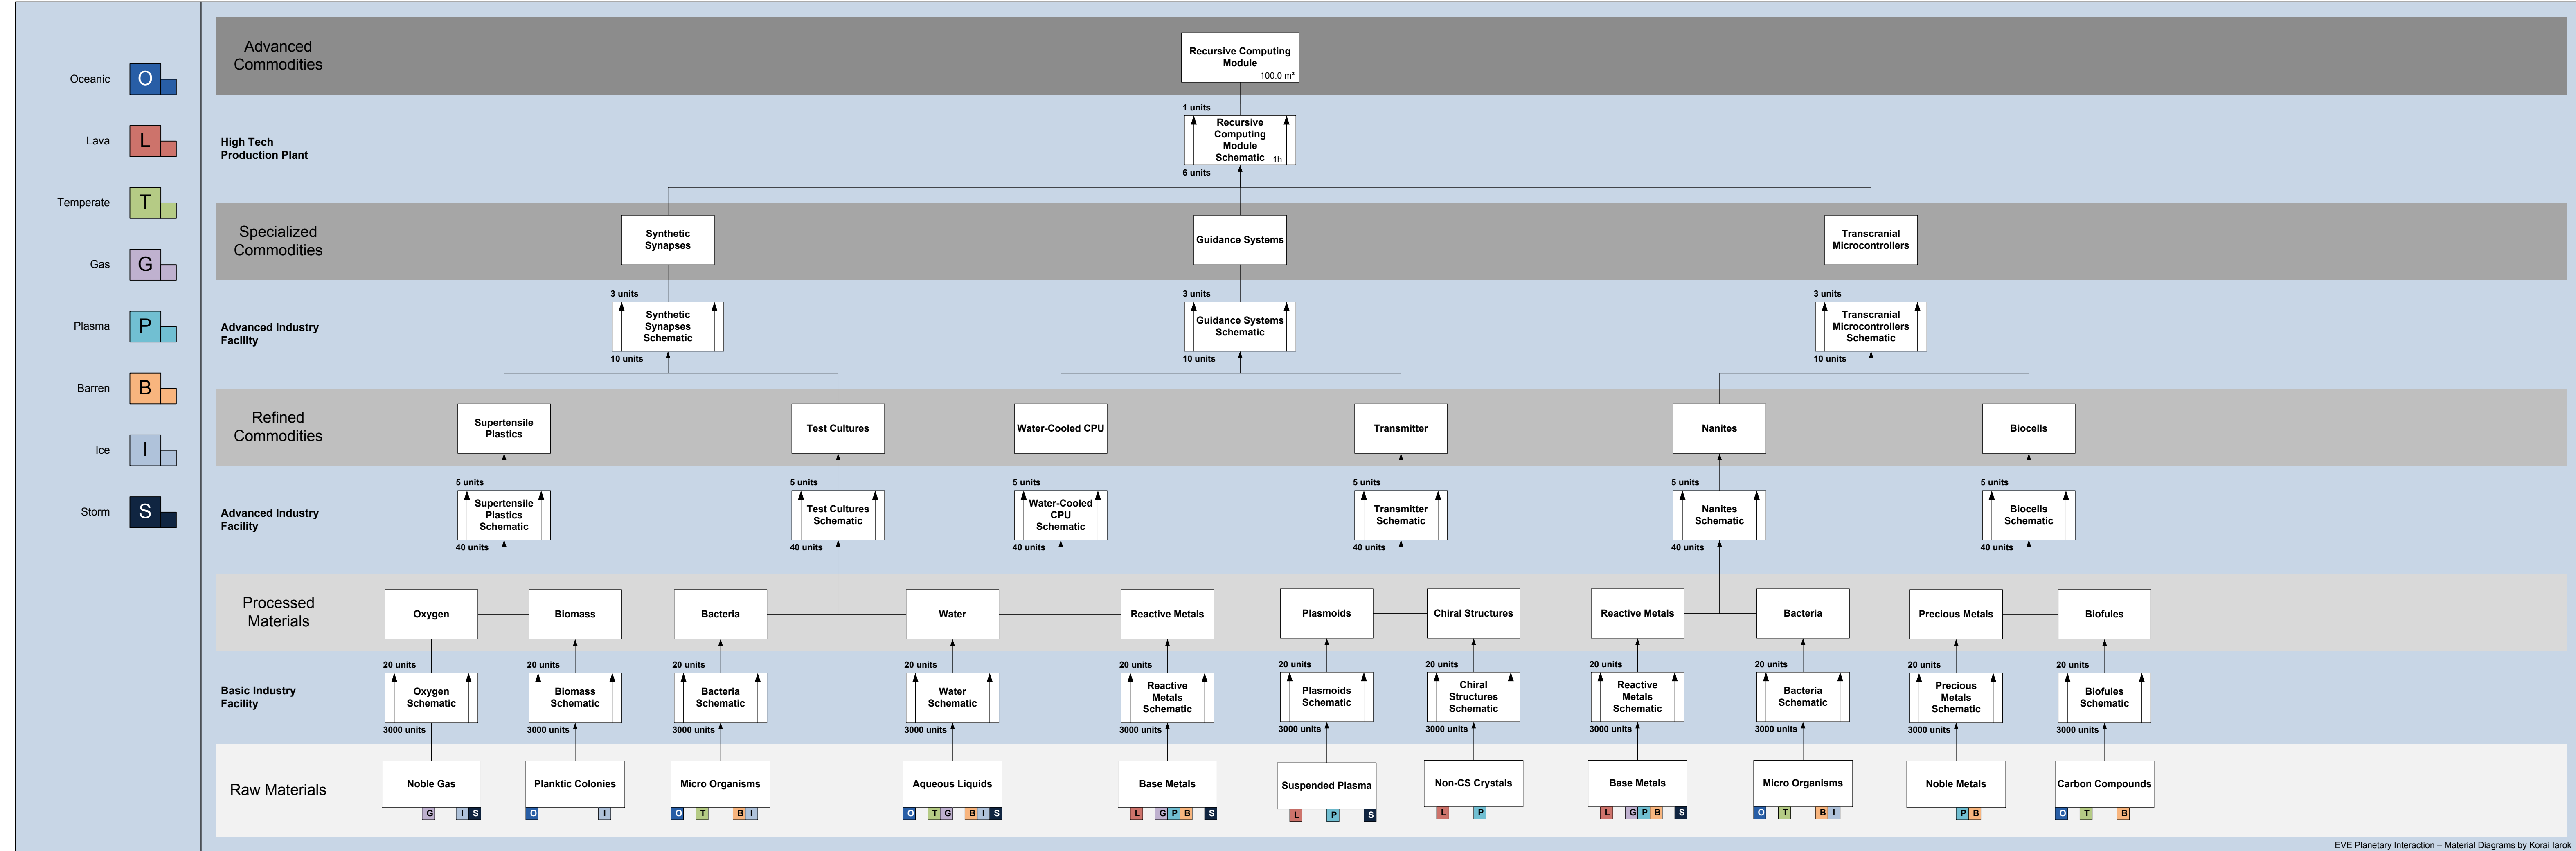 Oceanic
O
Lava
L
Temperate
T
Gas
G
Plasma
P
Barren
B
Ice
I
Storm
S
Advanced
Commodities
Recursive Computing
Module
100.0 m³
1 units
High Tech
Production Plant
Recursive
Computing
Module
Schematic
1h
6 units
Specialized
Commodities
Synthetic
Synapses
Guidance Systems
Transcranial
Microcontrollers
3 units
3 units
3 units
Advanced Industry
Facility
Synthetic
Synapses
Schematic
Guidance Systems
Schematic
Transcranial
Microcontrollers
Schematic
10 units
10 units
10 units
Refined
Commodities
Supertensile
Plastics
Test Cultures
Water-Cooled CPU
Transmitter
Nanites
Biocells
5 units
5 units
5 units
5 units
5 units
5 units
Advanced Industry
Facility
Supertensile
Plastics
Schematic
Test Cultures
Schematic
Water-Cooled
CPU
Schematic
Transmitter
Schematic
Nanites
Schematic
Biocells
Schematic
40 units
40 units
40 units
40 units
40 units
40 units
Processed
Materials
Oxygen
Biomass
Bacteria
Water
Reactive Metals
Plasmoids
Chiral Structures
Reactive Metals
Bacteria
Precious Metals
Biofules
20 units
20 units
20 units
20 units
20 units
20 units
20 units
20 units
20 units
20 units
20 units
Basic Industry
Facility
Oxygen
Schematic
Biomass
Schematic
Bacteria
Schematic
Water
Schematic
Reactive
Metals
Schematic
Plasmoids
Schematic
Chiral
Structures
Schematic
Reactive
Metals
Schematic
Bacteria
Schematic
Precious
Metals
Schematic
Biofules
Schematic
3000 units
3000 units
3000 units
3000 units
3000 units
3000 units
3000 units
3000 units
3000 units
3000 units
3000 units
Raw Materials
Noble Gas
G I S
Planktic Colonies
O I
Micro Organisms
O T B I
Aqueous Liquids
O T G B I S
Base Metals
L G P B S
Suspended Plasma
L P S
Non-CS Crystals
L P
Base Metals
L G P B S
Micro Organisms
O T B I
Noble Metals
P B
Carbon Compounds
O T B
EVE Planetary Interaction – Material Diagrams by Korai Iarok